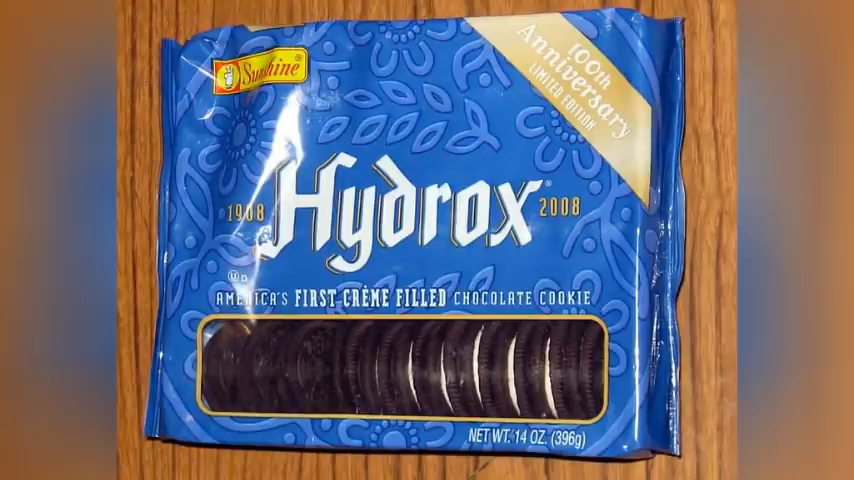 Sunshine®
100th
Anniversary
LIMITED EDITION
Hydrox®
1908
2008
U D
AMERICA'S FIRST CRÈME FILLED CHOCOLATE COOKIE
NET WT. 14 OZ. (396g)